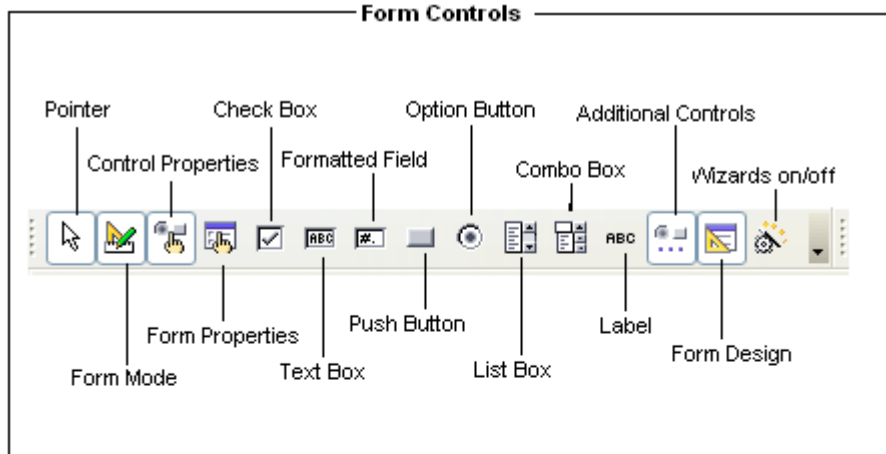 Form Controls
Pointer
Check Box
Option Button
Additional Controls
Control Properties
Formatted Field
Combo Box
Wizards on/off
ABC
#.
ABC
Form Properties
Push Button
Label
Form Design
Form Mode
Text Box
List Box